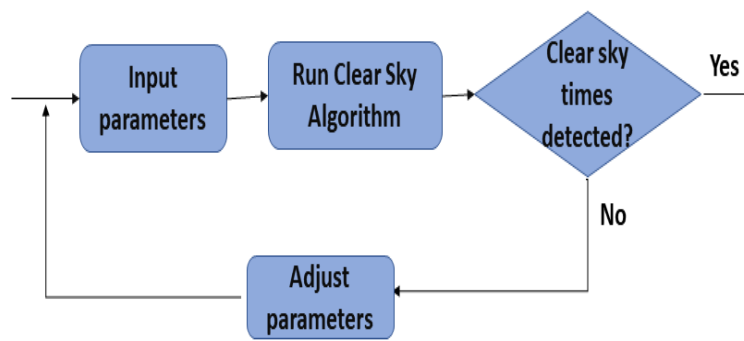 Input
parameters
Run Clear Sky
Algorithm
Clear sky
times
detected?
Yes
No
Adjust
parameters